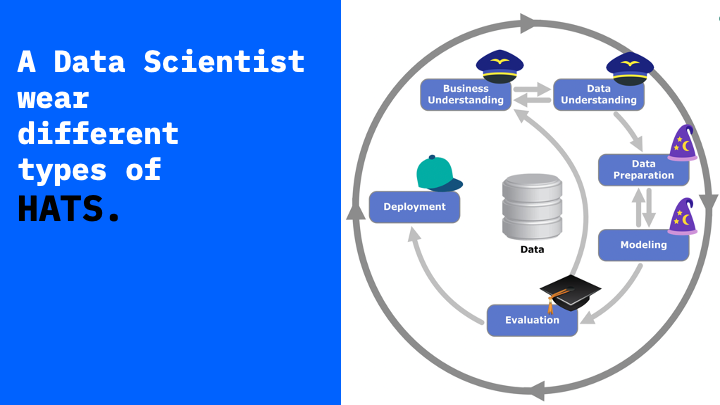 A Data Scientist
wear
different
types of
HATS.
Business
Understanding
Data
Understanding
Data
Preparation
Modeling
Evaluation
Deployment
Data